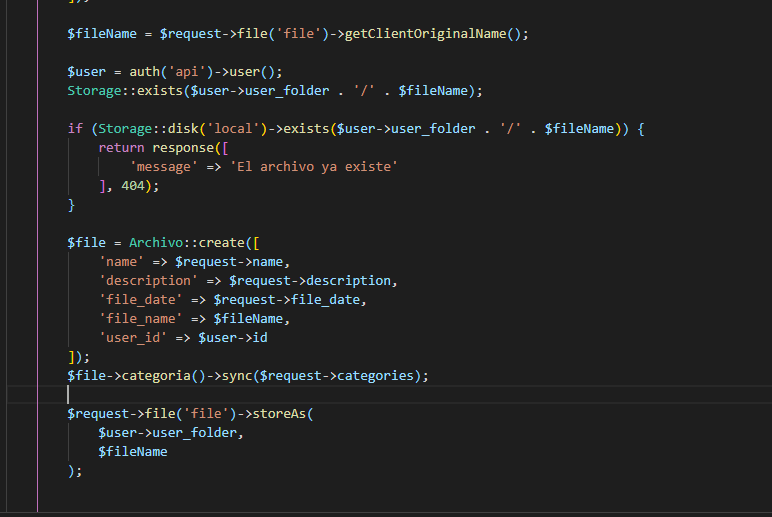 ]);
$fileName = $request->file('file')->getClientOriginalName();
$user = auth('api')->user();
Storage::exists($user->user_folder . '/' . $fileName);
if (Storage::disk('local')->exists($user->user_folder . '/' . $fileName)) {
return response([
'message' => 'El archivo ya existe'
], 404);
}
$file = Archivo::create([
'name' => $request->name,
'description' => $request->description,
'file_date' => $request->file_date,
'file_name' => $fileName,
'user_id' => $user->id
]);
$file->categoria()->sync($request->categories);
$request->file('file')->storeAs(
$user->user_folder,
$fileName
);